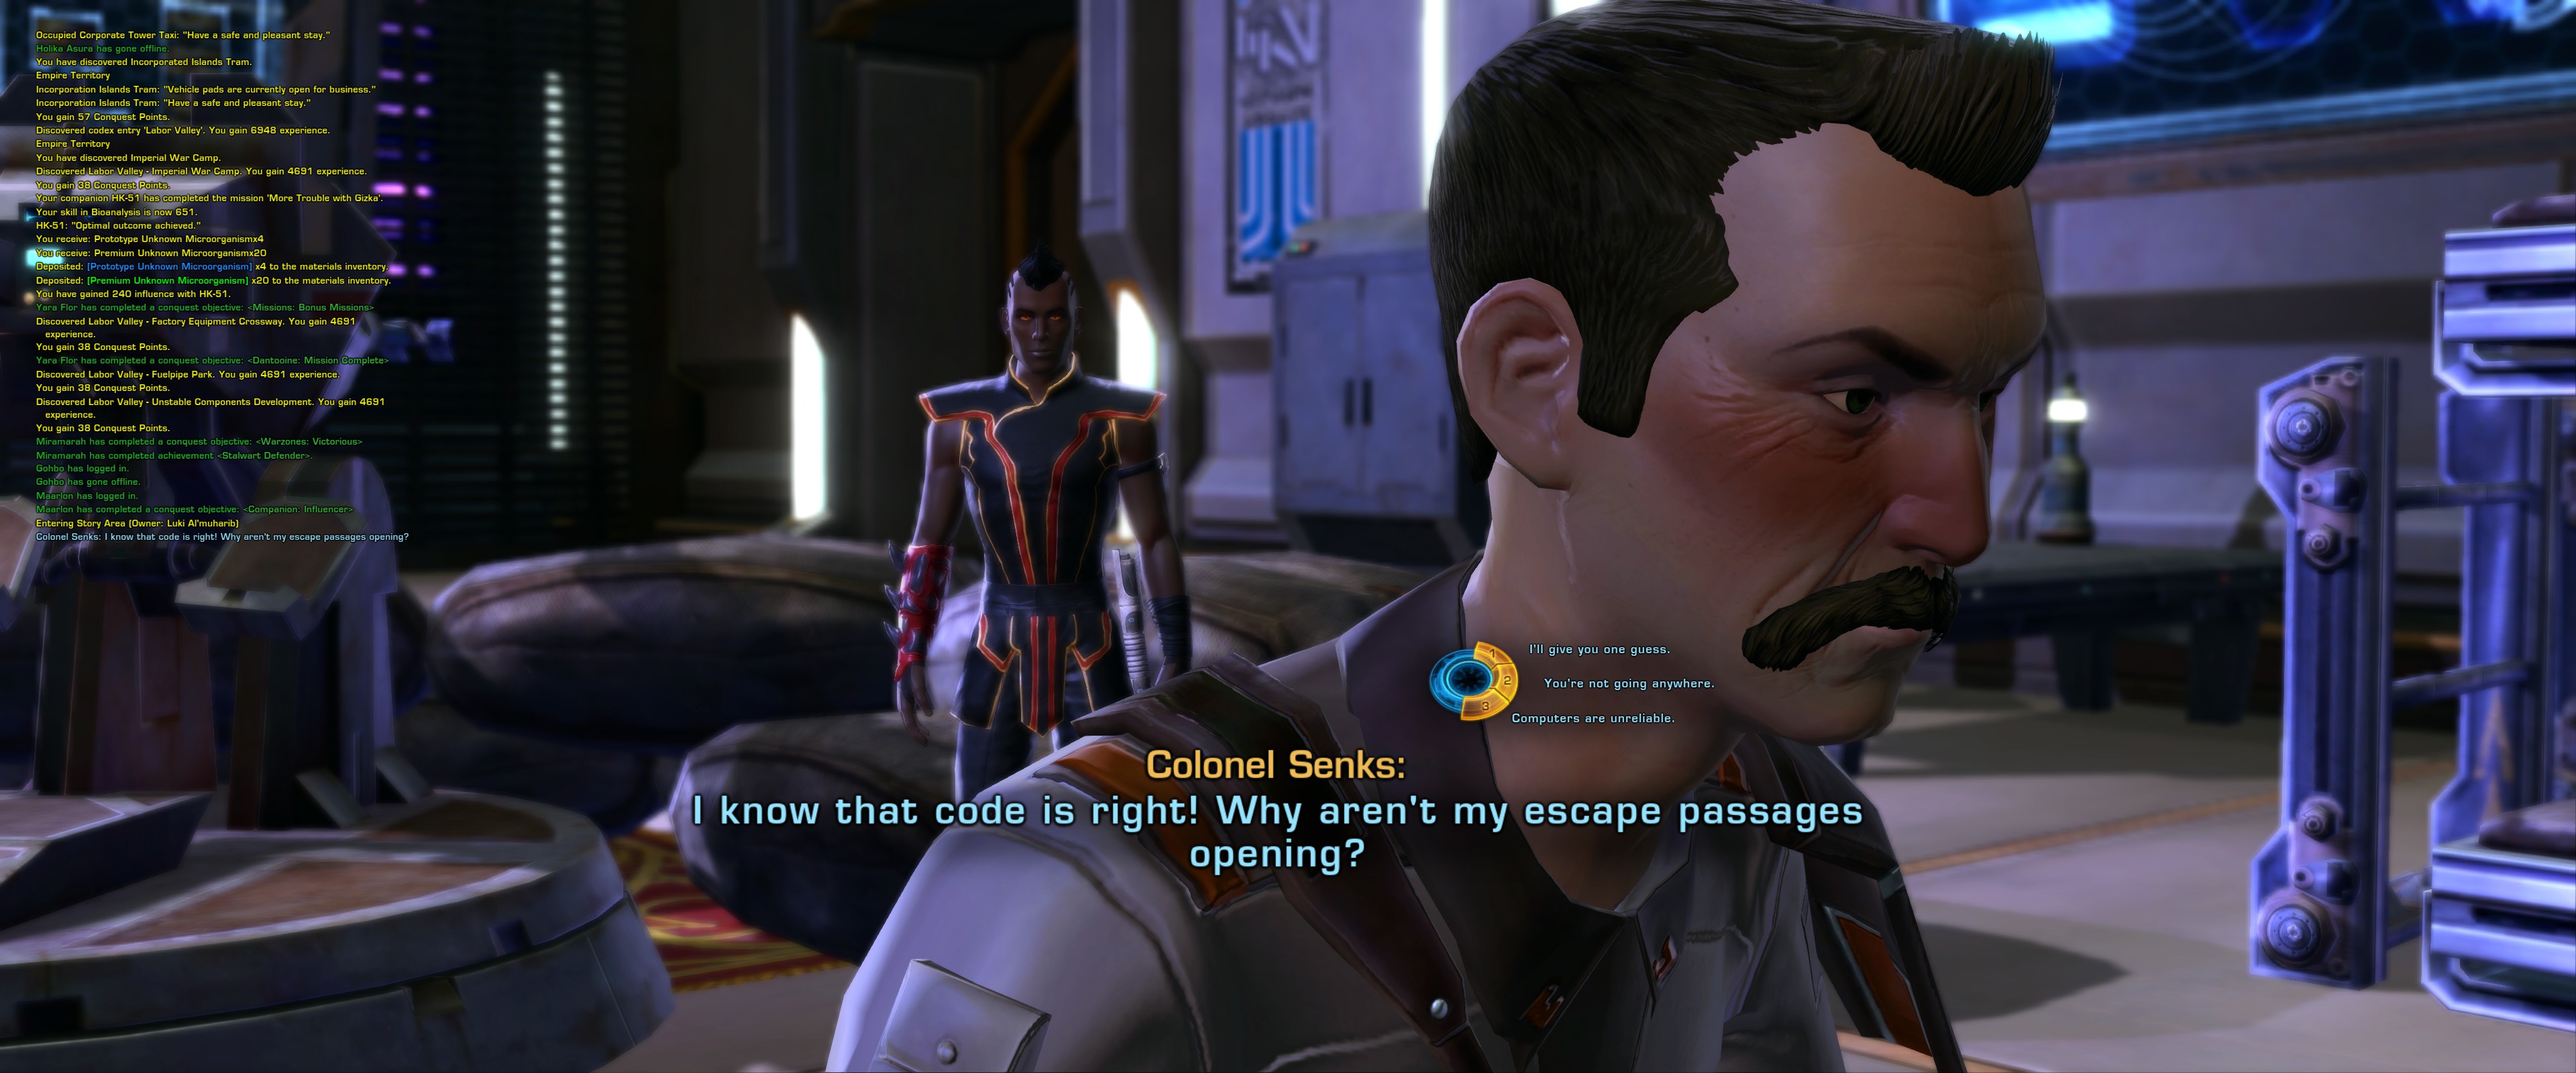 Occupied Corporate Tower Taxi: "Have a safe and pleasant stay."
Holika Asura has gone offline.
You have discovered Incorporated Islands Tram.
Empire Territory
Incorporation Islands Tram: "Vehicle pads are currently open for business."
Incorporation Islands Tram: "Have a safe and pleasant stay."
You gain 57 Conquest Points.
Discovered codex entry 'Labor Valley'. You gain 6948 experience.
Empire Territory
You have discovered Imperial War Camp.
Discovered Labor Valley - Imperial War Camp. You gain 4691 experience.
You gain 38 Conquest Points.
Your companion HK-51 has completed the mission 'More Trouble with Gizka'.
Your skill in Bioanalysis is now 651.
HK-51: "Optimal outcome achieved."
You receive: Prototype Unknown Microorganismx4
You receive: Premium Unknown Microorganismx20
Deposited: [Prototype Unknown Microorganism] x4 to the materials inventory.
Deposited: [Premium Unknown Microorganism] x20 to the materials inventory.
You have gained 240 influence with HK-51.
Yara Flor has completed a conquest objective: <Missions: Bonus Missions>
Discovered Labor Valley - Factory Equipment Crossway. You gain 4691
experience.
You gain 38 Conquest Points.
Yara Flor has completed a conquest objective: <Dantooine: Mission Complete>
Discovered Labor Valley - Fuelpipe Park. You gain 4691 experience.
You gain 38 Conquest Points.
Discovered Labor Valley - Unstable Components Development. You gain 4691
experience.
You gain 38 Conquest Points.
Miramarah has completed a conquest objective: <Warzones: Victorious>
Miramarah has completed achievement <Stalwart Defender>.
Gohbo has logged in.
Gohbo has gone offline.
Maarlon has logged in.
Maarlon has completed a conquest objective: <Companion: Influencer>
Entering Story Area (Owner: Luki Al'muharib)
Colonel Senks: I know that code is right! Why aren't my escape passages opening?
1 I'll give you one guess.
2 You're not going anywhere.
3 Computers are unreliable.
Colonel Senks:
I know that code is right! Why aren't my escape passages
opening?